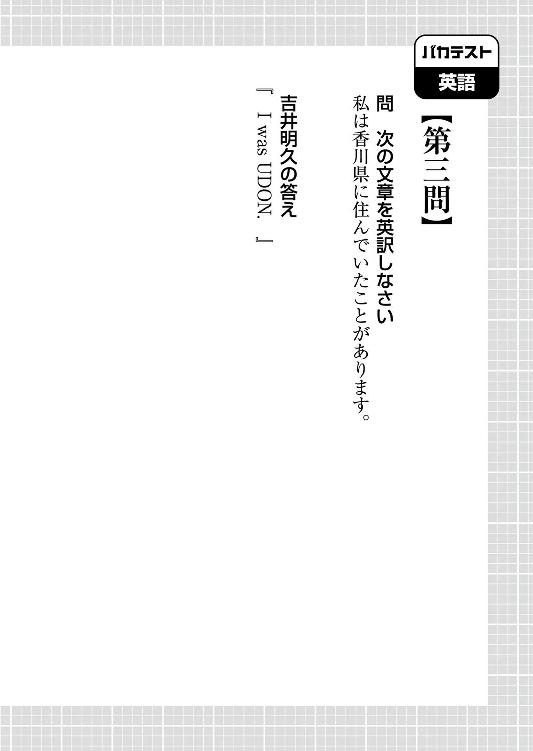 バカテスト
英語
【第三問】
問　次の文章を英訳しなさい
私は香川県に住んでいたことがあります。
吉井明久の答え
『　I was UDON.　』